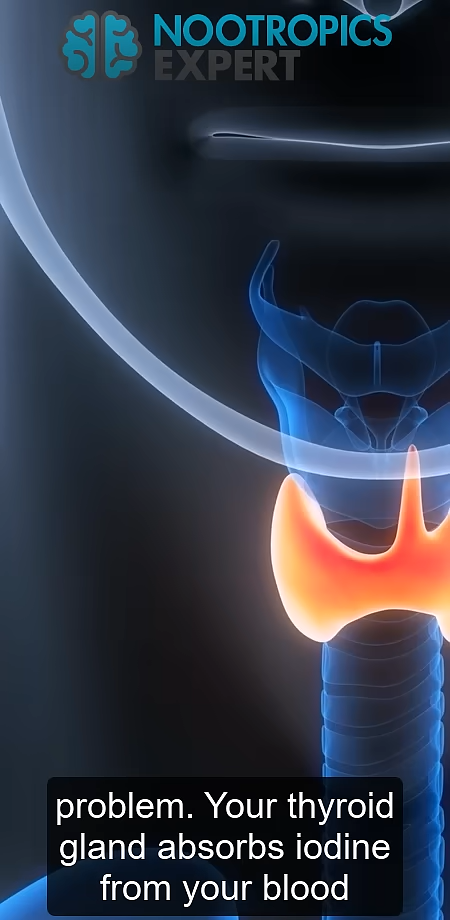 NOOTROPICS
EXPERT
problem. Your thyroid
gland absorbs iodine
from your blood